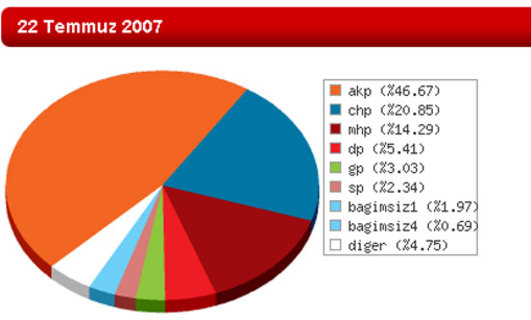 22 Temmuz 2007
akp (%46.67)
chp (%20.85)
mhp (%14.29)
dp (%5.41)
gp (%3.03)
sp (%2.34)
bagimsiz1 (%1.97)
bagimsiz4 (%0.69)
diger (%4.75)